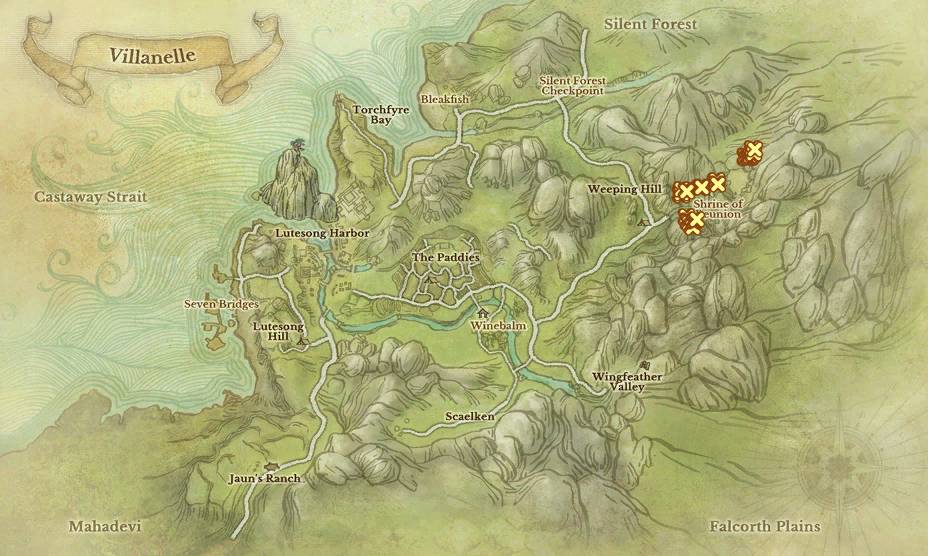 Silent Forest
Villanelle
Silent Forest
Checkpoint
Bleakfish
Torchfyre
Bay
Castaway Strait
Weeping Hill
Shrine of
eunion
Lutesong Harbor
The Paddies
Seven Bridges
Lutesong
Hill
Winebalm
Wingfeather
Valley
Scaelken
Jaun's Ranch
Mahadevi
Falcorth Plains